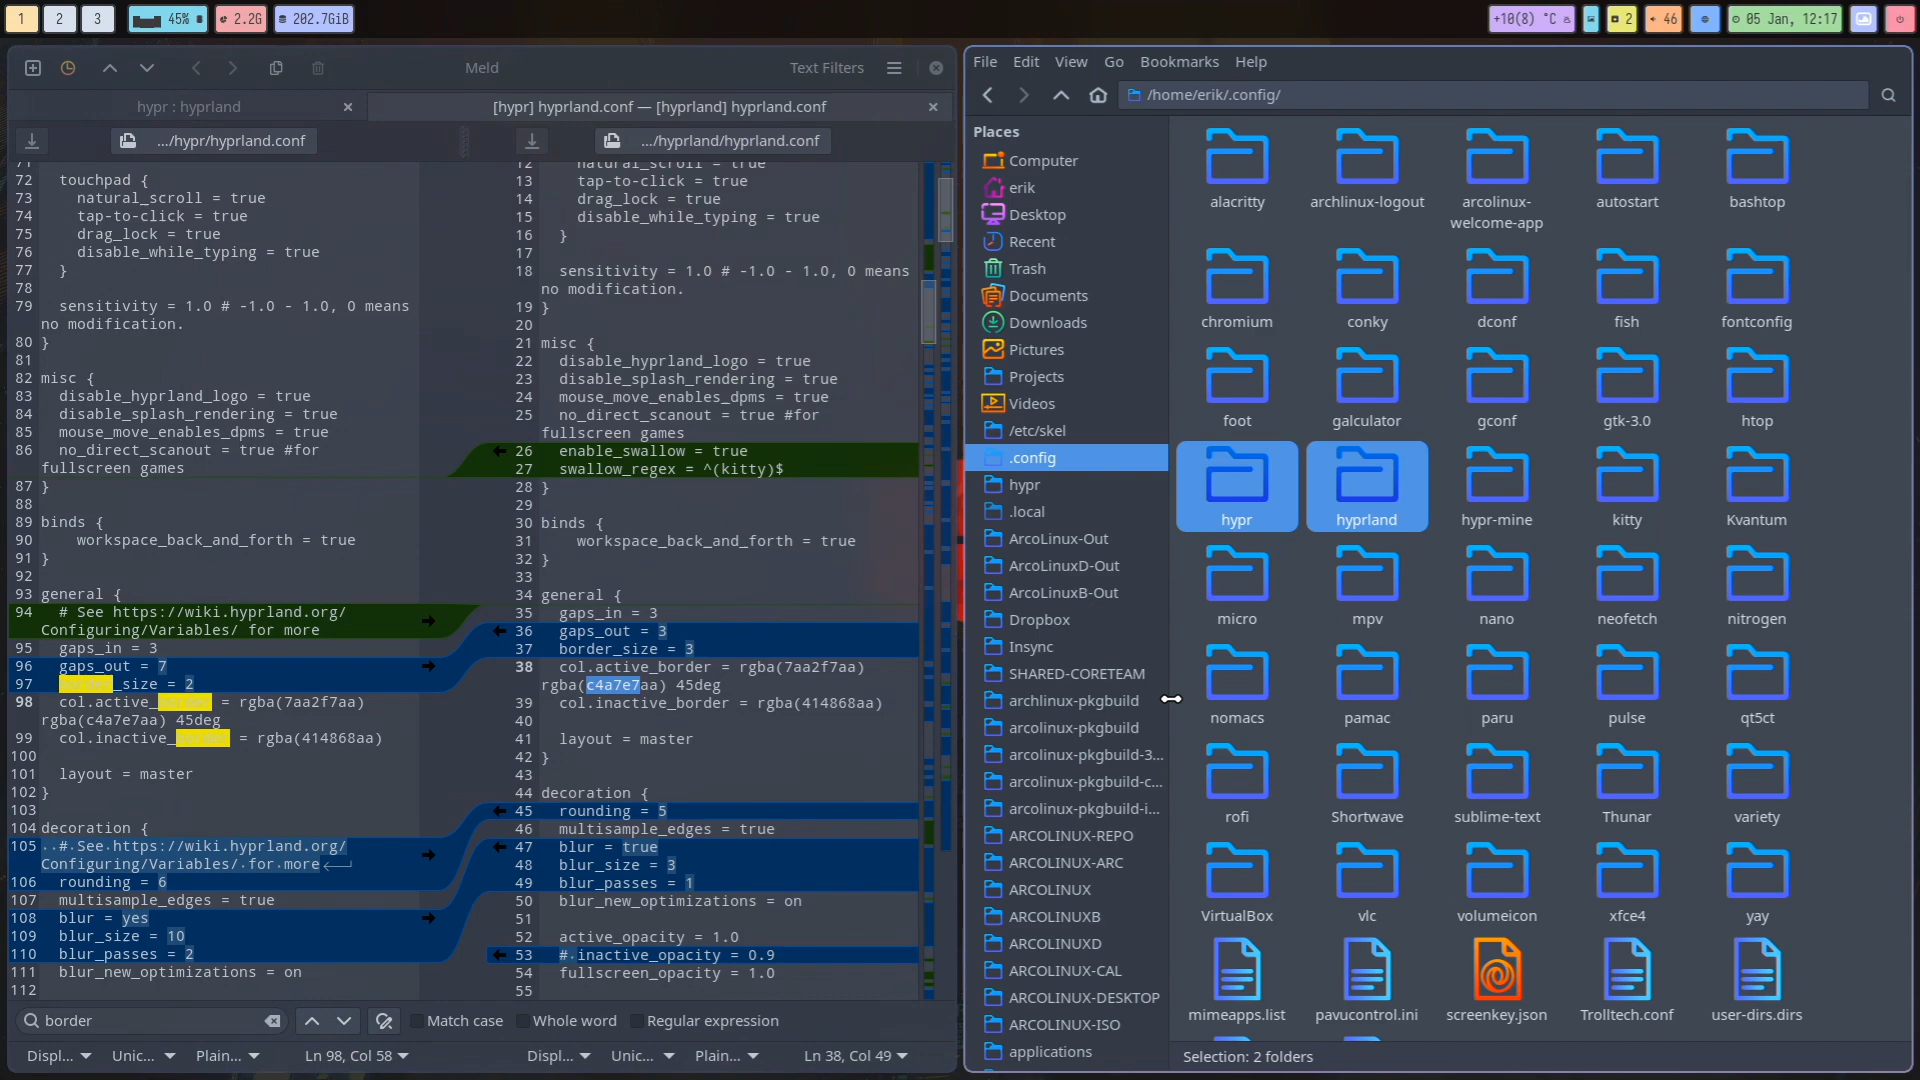 1 2 3 45% 2.2G 202.7GiB
+10(8) °C 2 46 05 Jan, 12:17
Meld
Text Filters
hypr : hyprland
[hypr] hyprland.conf — [hyprland] hyprland.conf
.../hypr/hyprland.conf
.../hyprland/hyprland.conf
71
72 touchpad {
73 natural_scroll = true
74 tap-to-click = true
75 drag_lock = true
76 disable_while_typing = true
77 }
78
79 sensitivity = 1.0 # -1.0 - 1.0, 0 means
no modification.
80 }
81
82 misc {
83 disable_hyprland_logo = true
84 disable_splash_rendering = true
85 mouse_move_enables_dpms = true
86 no_direct_scanout = true #for
fullscreen games
87 }
88
89 binds {
90 workspace_back_and_forth = true
91 }
92
93 general {
94 # See https://wiki.hyprland.org/
Configuring/Variables/ for more
95 gaps_in = 3
96 gaps_out = 7
97 border_size = 2
98 col.active_border = rgba(7aa2f7aa)
rgba(c4a7e7aa) 45deg
99 col.inactive_border = rgba(414868aa)
100
101 layout = master
102 }
103
104 decoration {
105 # See https://wiki.hyprland.org/
Configuring/Variables/ for more
106 rounding = 6
107 multisample_edges = true
108 blur = yes
109 blur_size = 10
110 blur_passes = 2
111 blur_new_optimizations = on
112
12 natural_scroll = true
13 tap-to-click = true
14 drag_lock = true
15 disable_while_typing = true
16 }
17
18 sensitivity = 1.0 # -1.0 - 1.0, 0 means
no modification.
19 }
20
21 misc {
22 disable_hyprland_logo = true
23 disable_splash_rendering = true
24 mouse_move_enables_dpms = true
25 no_direct_scanout = true #for
fullscreen games
26 enable_swallow = true
27 swallow_regex = ^(kitty)$
28 }
29
30 binds {
31 workspace_back_and_forth = true
32 }
33
34 general {
35 gaps_in = 3
36 gaps_out = 3
37 border_size = 3
38 col.active_border = rgba(7aa2f7aa)
rgba(c4a7e7aa) 45deg
39 col.inactive_border = rgba(414868aa)
40
41 layout = master
42 }
43
44 decoration {
45 rounding = 5
46 multisample_edges = true
47 blur = true
48 blur_size = 3
49 blur_passes = 1
50 blur_new_optimizations = on
51
52 active_opacity = 1.0
53 # inactive_opacity = 0.9
54 fullscreen_opacity = 1.0
55
border
Match case
Whole word
Regular expression
Displ... Unic... Plain... Ln 98, Col 58
Displ... Unic... Plain... Ln 38, Col 49
File Edit View Go Bookmarks Help
/home/erik/.config/
Places
Computer
erik
Desktop
Recent
Trash
Documents
Downloads
Pictures
Projects
Videos
/etc/skel
.config
hypr
.local
ArcoLinux-Out
ArcoLinuxD-Out
ArcoLinuxB-Out
Dropbox
Insync
SHARED-CORETEAM
archlinux-pkgbuild
arcolinux-pkgbuild
arcolinux-pkgbuild-3...
arcolinux-pkgbuild-c...
arcolinux-pkgbuild-i...
ARCOLINUX-REPO
ARCOLINUX-ARC
ARCOLINUX
ARCOLINUXB
ARCOLINUXD
ARCOLINUX-CAL
ARCOLINUX-DESKTOP
ARCOLINUX-ISO
applications
alacritty archlinux-logout arcolinux-
welcome-app autostart bashtop
chromium conky dconf fish fontconfig
foot galculator gconf gtk-3.0 htop
hypr hyprland hypr-mine kitty Kvantum
micro mpv nano neofetch nitrogen
nomacs pamac paru pulse qt5ct
rofi Shortwave sublime-text Thunar variety
VirtualBox vlc volumeicon xfce4 yay
mimeapps.list pavucontrol.ini screenkey.json Trolltech.conf user-dirs.dirs
Selection: 2 folders